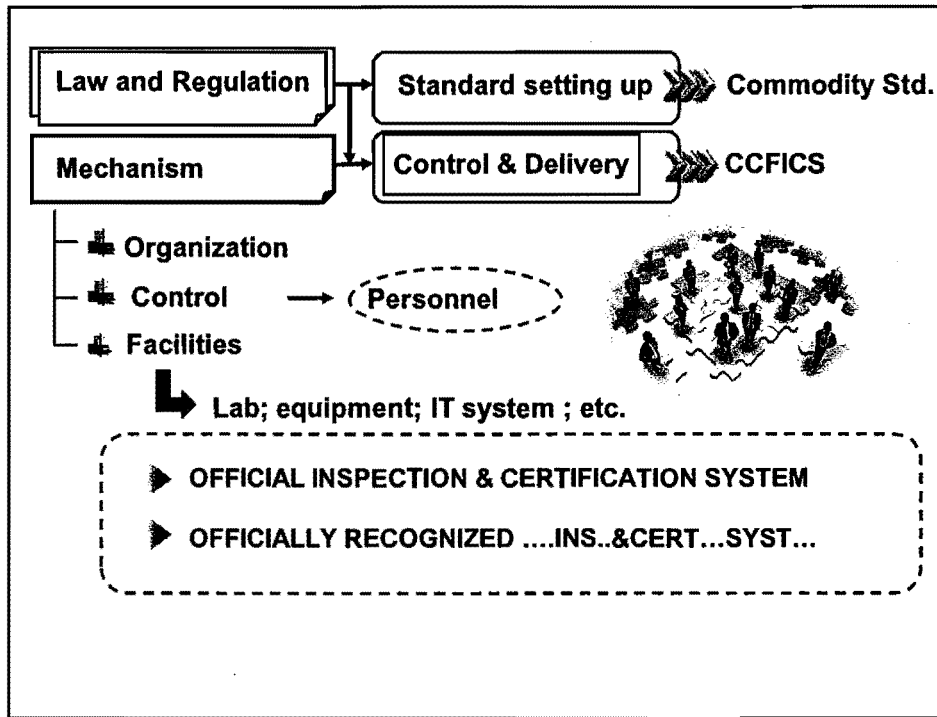 Law and Regulation
Standard setting up
Commodity Std.
Mechanism
Control & Delivery
CCFICS
Organization
Control
Personnel
Facilities
Lab; equipment; IT system ; etc.
OFFICIAL INSPECTION & CERTIFICATION SYSTEM
OFFICIALLY RECOGNIZED ....INS..&CERT...SYST...